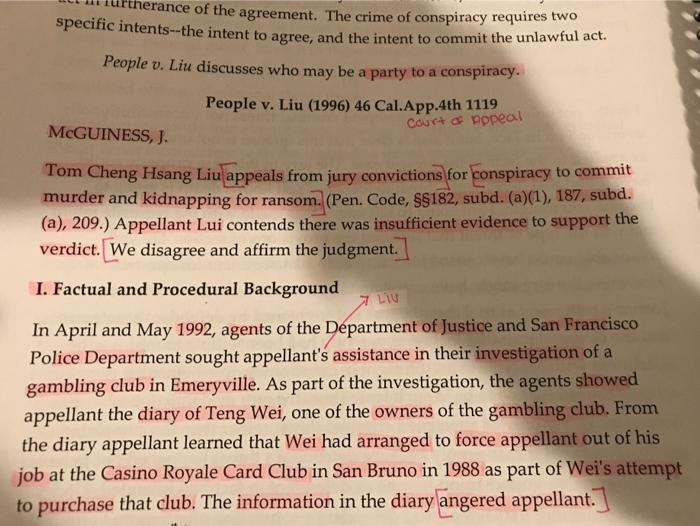 act in furtherance of the agreement. The crime of conspiracy requires two
specific intents--the intent to agree, and the intent to commit the unlawful act.
People v. Liu discusses who may be a party to a conspiracy.
People v. Liu (1996) 46 Cal.App.4th 1119
Court of Appeal
McGUINESS, J.
Tom Cheng Hsang Liu [appeals from jury convictions] for [conspiracy to commit
murder and kidnapping for ransom.] (Pen. Code, §§182, subd. (a)(1), 187, subd.
(a), 209.) Appellant Lui contends there was insufficient evidence to support the
verdict. [We disagree and affirm the judgment.]
I. Factual and Procedural Background
LIU
In April and May 1992, agents of the Department of Justice and San Francisco
Police Department sought appellant's assistance in their investigation of a
gambling club in Emeryville. As part of the investigation, the agents showed
appellant the diary of Teng Wei, one of the owners of the gambling club. From
the diary appellant learned that Wei had arranged to force appellant out of his
job at the Casino Royale Card Club in San Bruno in 1988 as part of Wei's attempt
to purchase that club. The information in the diary [angered appellant.]